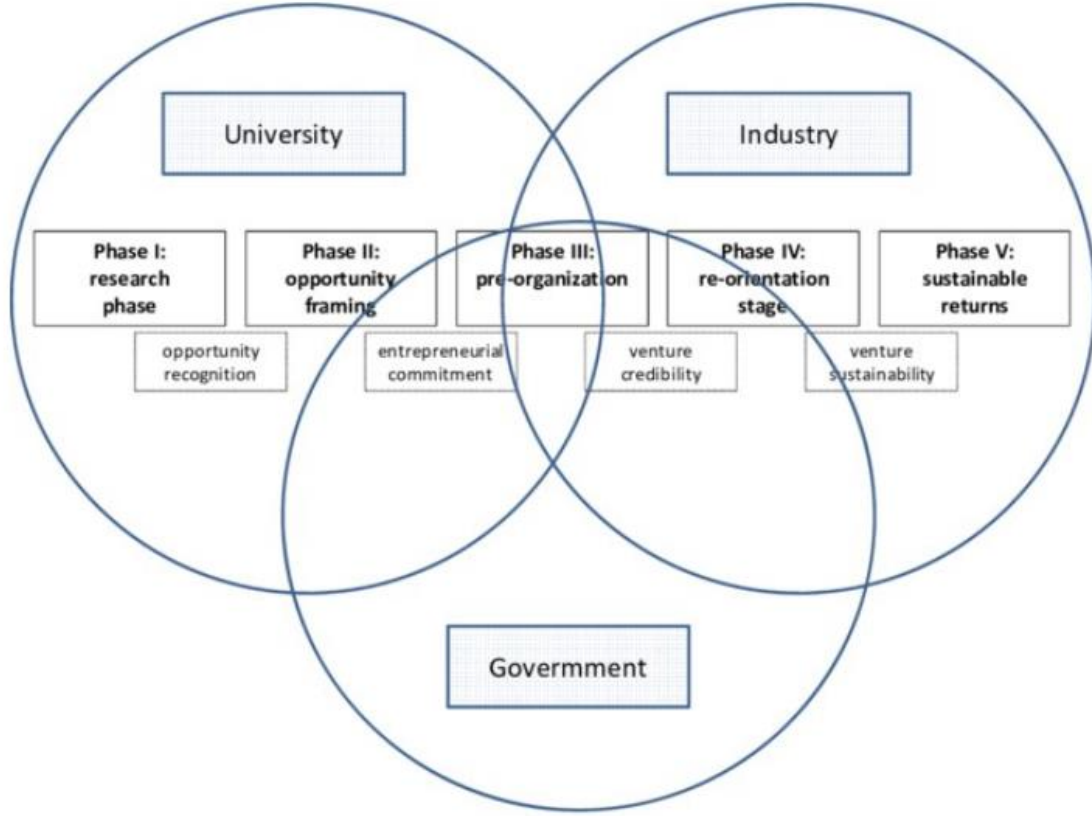 University
Industry
Phase I:
research
phase
Phase II:
opportunity
framing
Phase III:
pre-organization
Phase IV:
re-orientation
stage
Phase V:
sustainable
returns
opportunity
recognition
entrepreneurial
commitment
venture
credibility
venture
sustainability
Govermment